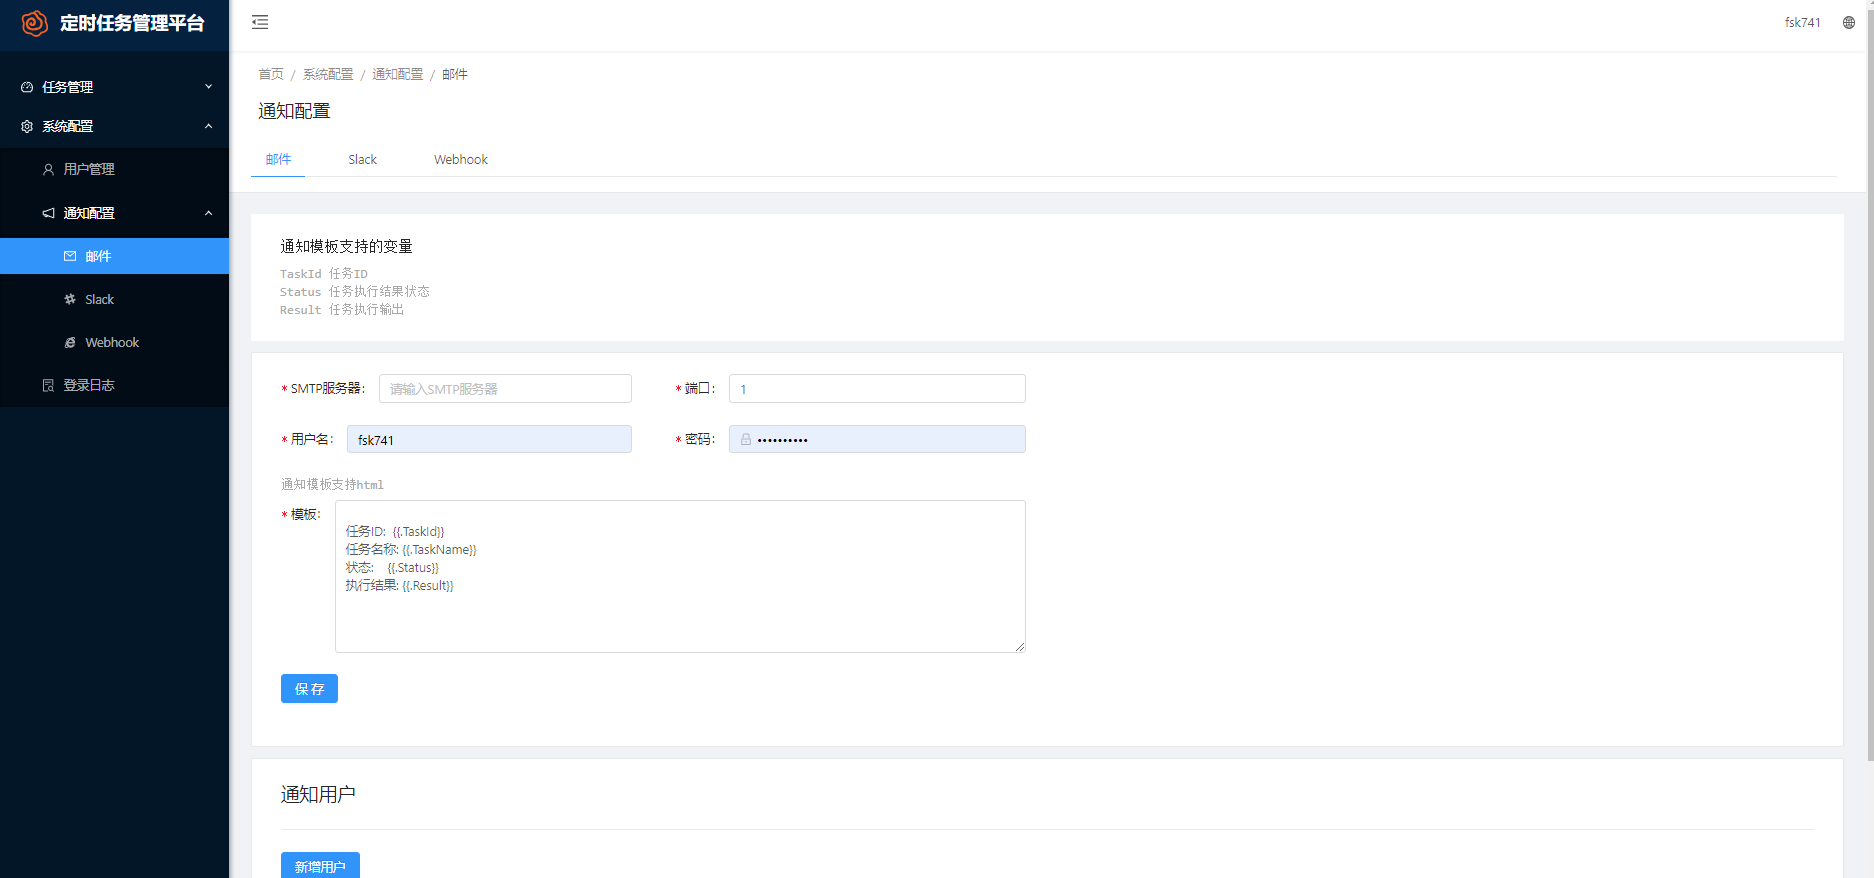 定时任务管理平台
fsk741
任务管理
系统配置
用户管理
通知配置
邮件
Slack
Webhook
登录日志
首页 / 系统配置 / 通知配置 / 邮件
通知配置
邮件 Slack Webhook
通知模板支持的变量
TaskId 任务ID
Status 任务执行结果状态
Result 任务执行输出
* SMTP服务器: 请输入SMTP服务器
* 端口: 1
* 用户名: fsk741
* 密码: ••••••••••
通知模板支持html
* 模板:
任务ID: {{.TaskId}}
任务名称: {{.TaskName}}
状态: {{.Status}}
执行结果: {{.Result}}
保 存
通知用户
新增用户